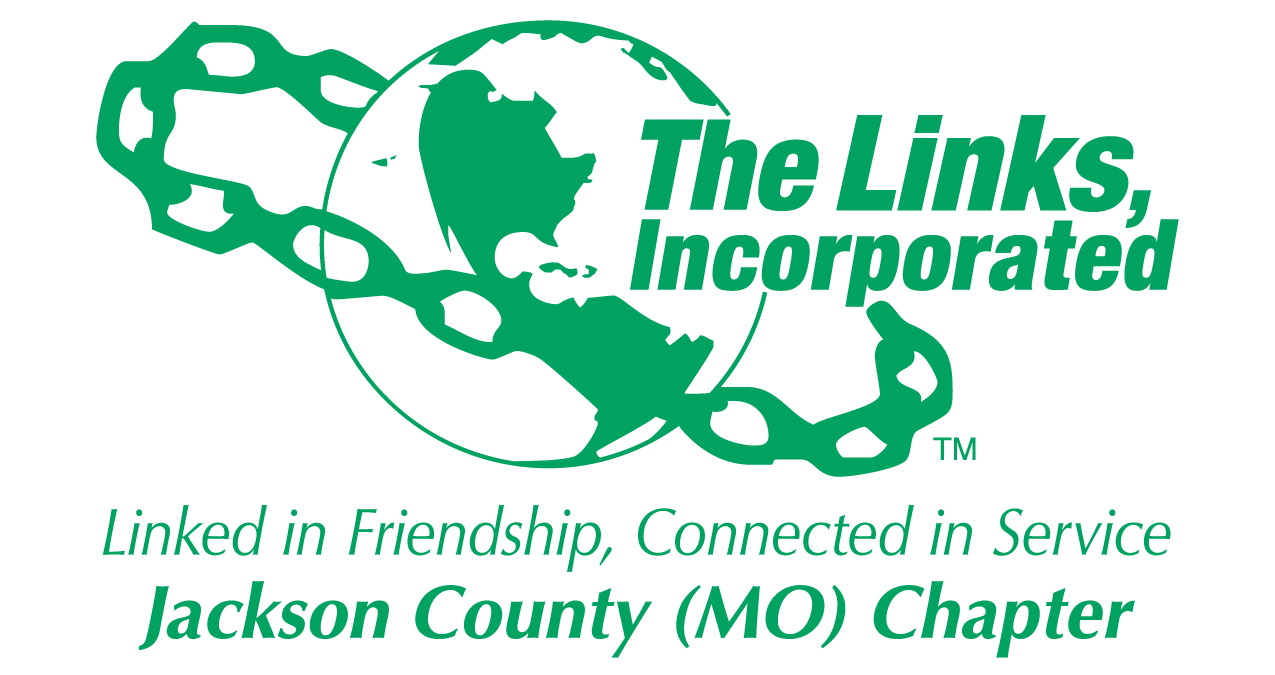 The Links,
Incorporated
TM
Linked in Friendship, Connected in Service
Jackson County (MO) Chapter